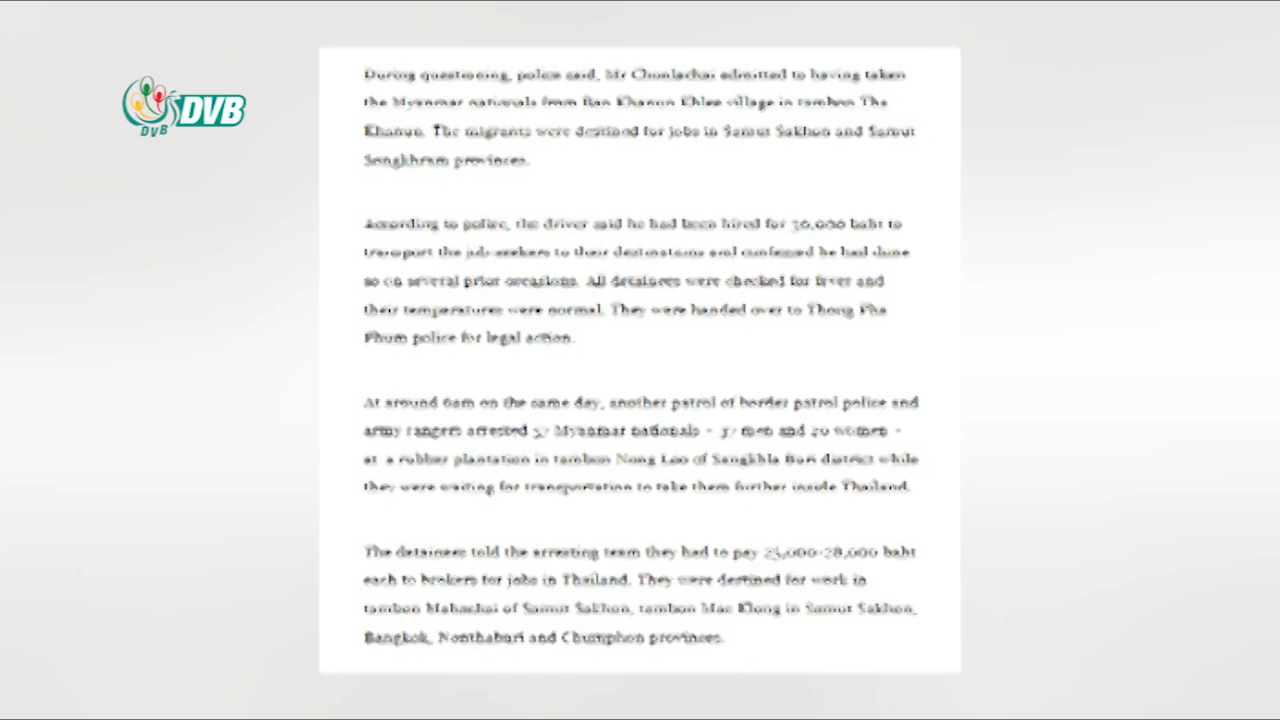 DVB
DVB
During questioning, police said, Mr Chonlachai admitted to having taken
the Myanmar nationals from Ban Khanun Khlee village in tambon Tha
Khanun. The migrants were destined for jobs in Samut Sakhon and Samut
Songkhram provinces.
According to police, the driver said he had been hired for 30,000 baht to
transport the job seekers to their destinations and confessed he had done
so on several prior occasions. All detainees were checked for fever and
their temperatures were normal. They were handed over to Thong Pha
Phum police for legal action.
At around 6am on the same day, another patrol of border patrol police and
army rangers arrested 57 Myanmar nationals - 37 men and 20 women -
at a rubber plantation in tambon Nong Loo of Sangkhla Buri district while
they were waiting for transportation to take them further inside Thailand.
The detainees told the arresting team they had to pay 25,000-28,000 baht
each to brokers for jobs in Thailand. They were destined for work in
tambon Mahachai of Samut Sakhon, tambon Mae Klong in Samut Sakhon,
Bangkok, Nonthaburi and Chumphon provinces.